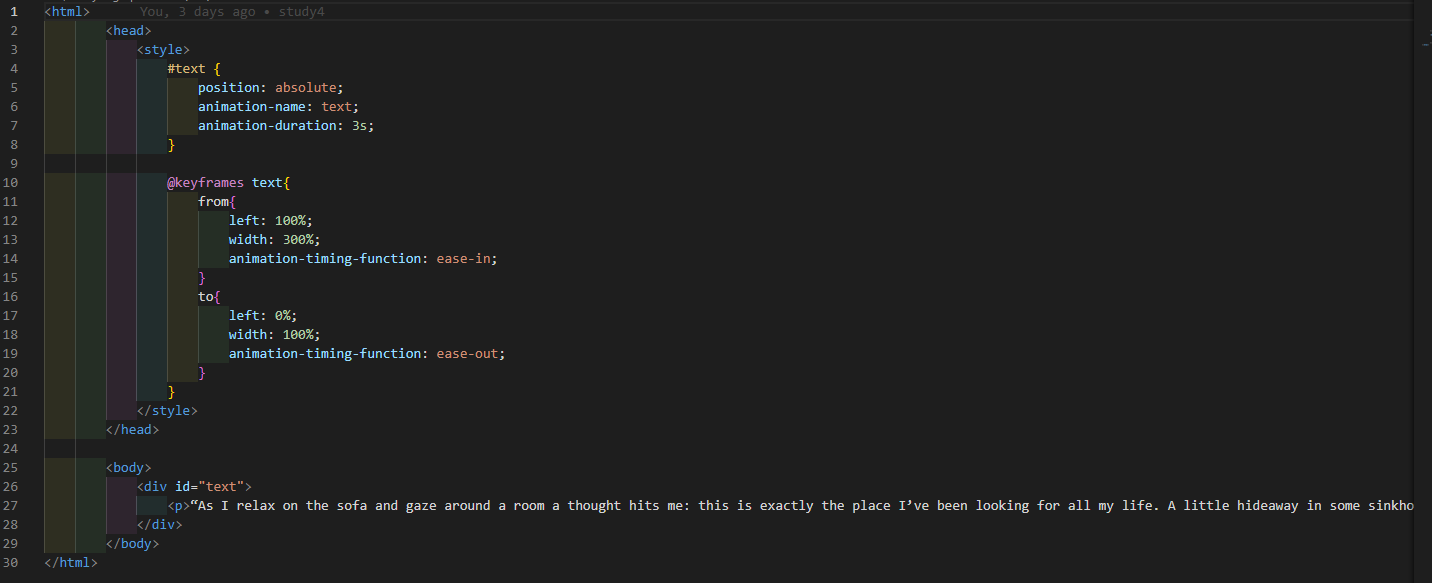 1 <html> You, 3 days ago • study4
2 <head>
3 <style>
4 #text {
5 position: absolute;
6 animation-name: text;
7 animation-duration: 3s;
8 }
9
10 @keyframes text{
11 from{
12 left: 100%;
13 width: 300%;
14 animation-timing-function: ease-in;
15 }
16 to{
17 left: 0%;
18 width: 100%;
19 animation-timing-function: ease-out;
20 }
21 }
22 </style>
23 </head>
24
25 <body>
26 <div id="text">
27 <p>“As I relax on the sofa and gaze around a room a thought hits me: this is exactly the place I’ve been looking for all my life. A little hideaway in some sinkho
28 </div>
29 </body>
30 </html>